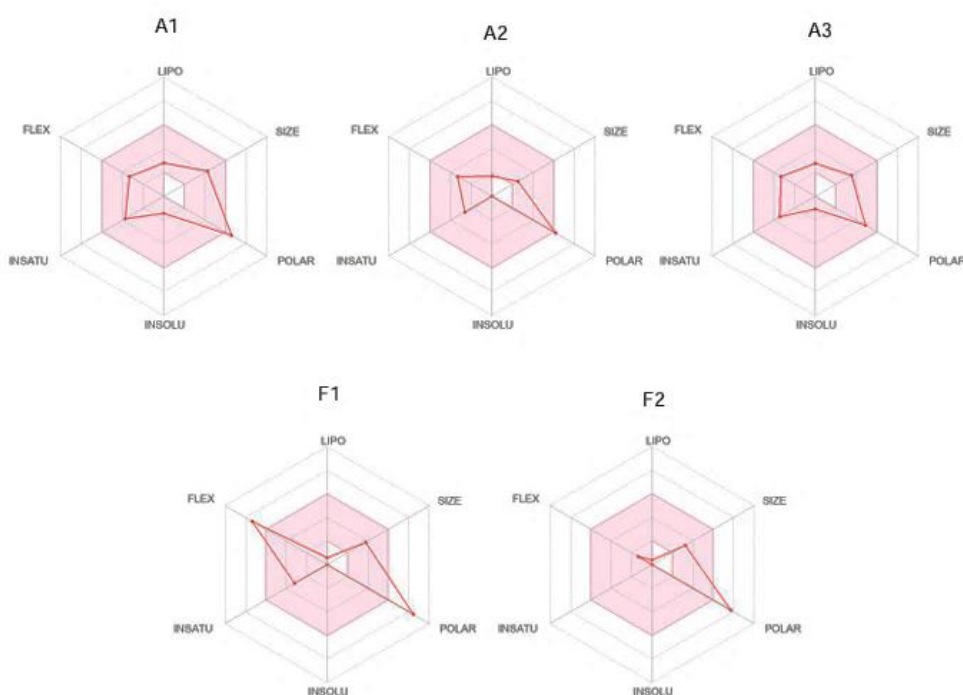 A1
A2
A3
LIPO
LIPO
LIPO
FLEX
SIZE
FLEX
SIZE
FLEX
SIZE
INSATU
POLAR
INSATU
POLAR
INSATU
POLAR
INSOLU
INSOLU
INSOLU
F1
F2
LIPO
LIPO
FLEX
SIZE
FLEX
SIZE
INSATU
POLAR
INSATU
POLAR
INSOLU
INSOLU